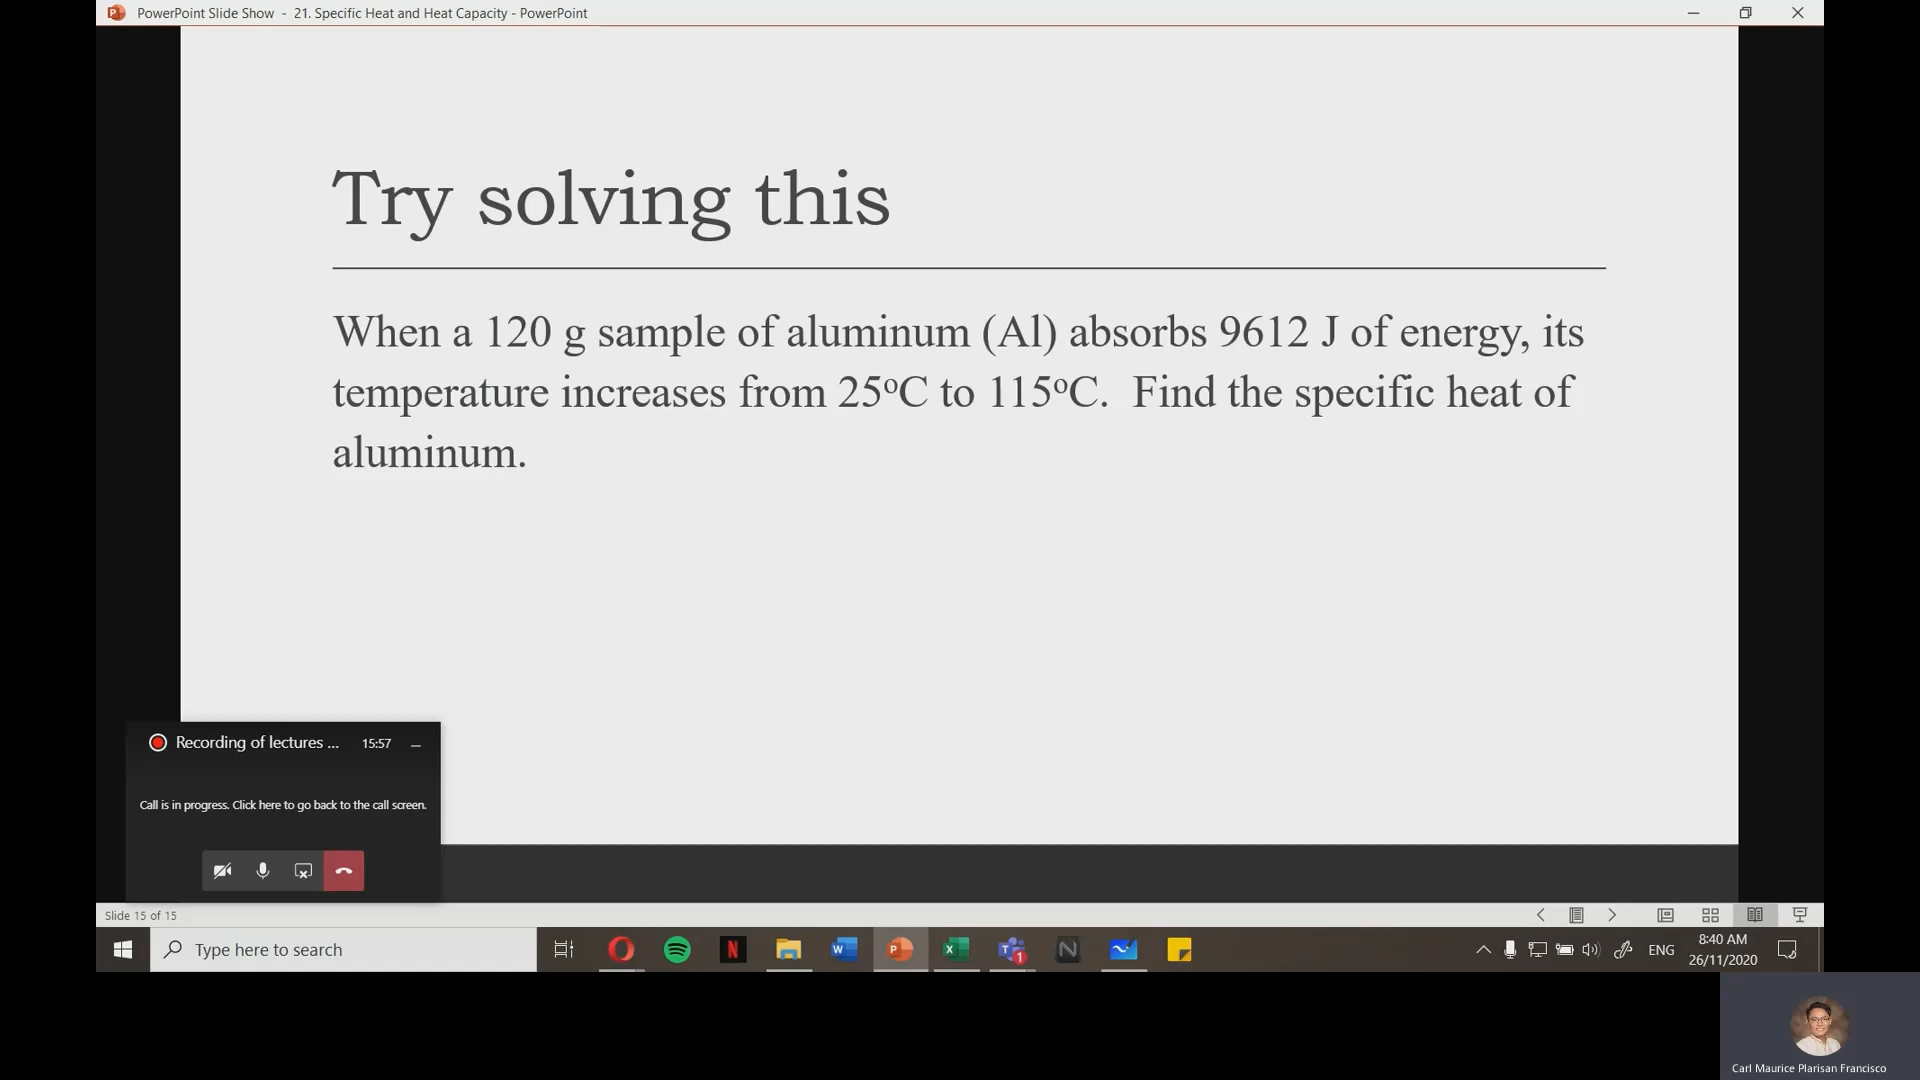 PowerPoint Slide Show - 21. Specific Heat and Heat Capacity - PowerPoint
Try solving this
When a 120 g sample of aluminum (Al) absorbs 9612 J of energy, its
temperature increases from 25ºC to 115ºC.  Find the specific heat of
aluminum.
Recording of lectures ... 15:57
Call is in progress. Click here to go back to the call screen.
Slide 15 of 15
Type here to search
1
ENG
8:40 AM
26/11/2020
Carl Maurice Plarisan Francisco